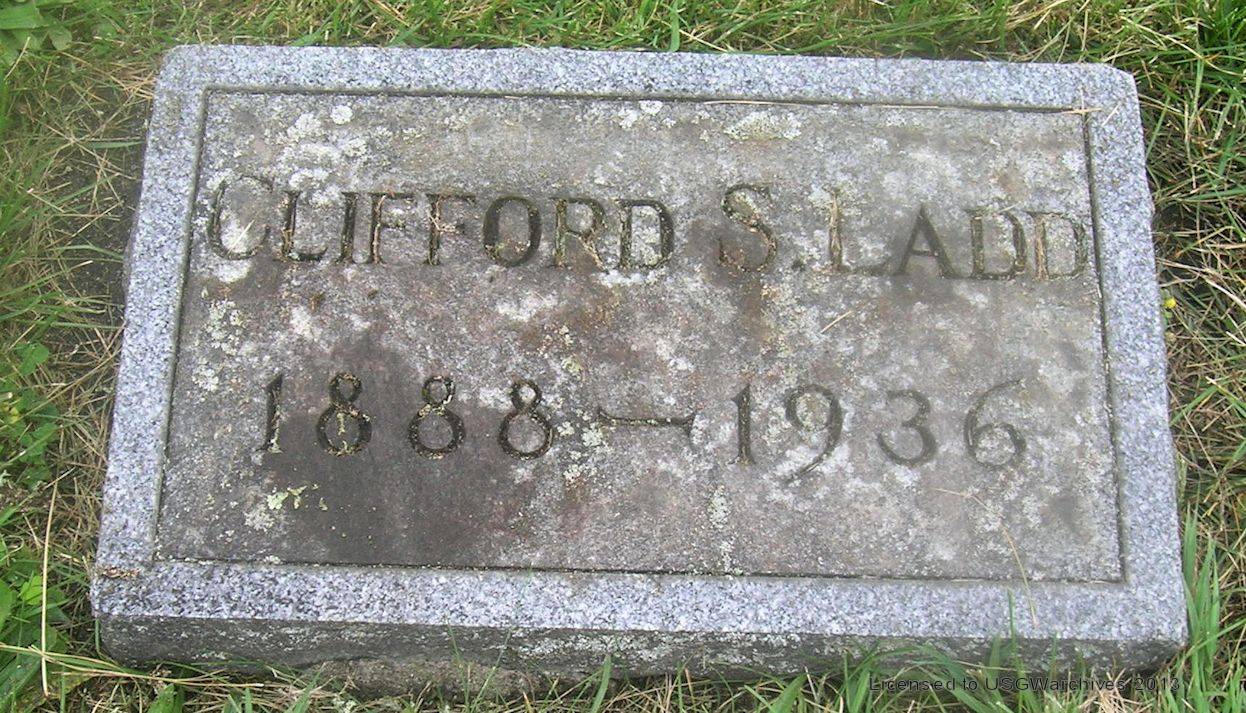 CLIFFORD S. LADD
1888 – 1936
Licensed to USGWarchives 2013